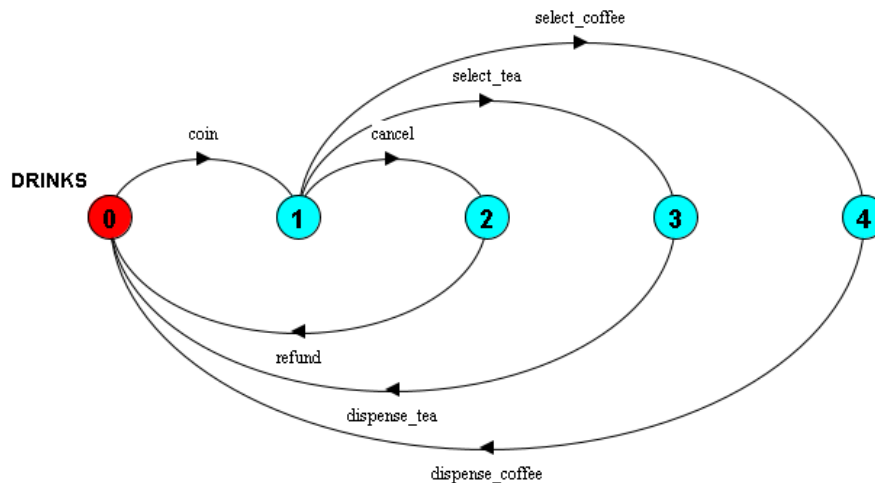 select_coffee
select_tea
coin
cancel
DRINKS
0
1
2
3
4
refund
dispense_tea
dispense_coffee